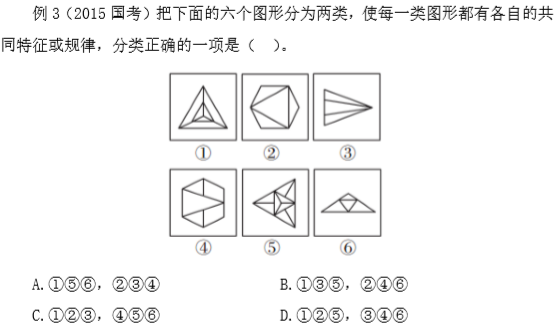 例 3（2015 国考）把下面的六个图形分为两类，使每一类图形都有各自的共
同特征或规律，分类正确的一项是（　）。
① ② ③
④ ⑤ ⑥
A.①⑤⑥，②③④ B.①③⑤，②④⑥
C.①②③，④⑤⑥ D.①②⑤，③④⑥